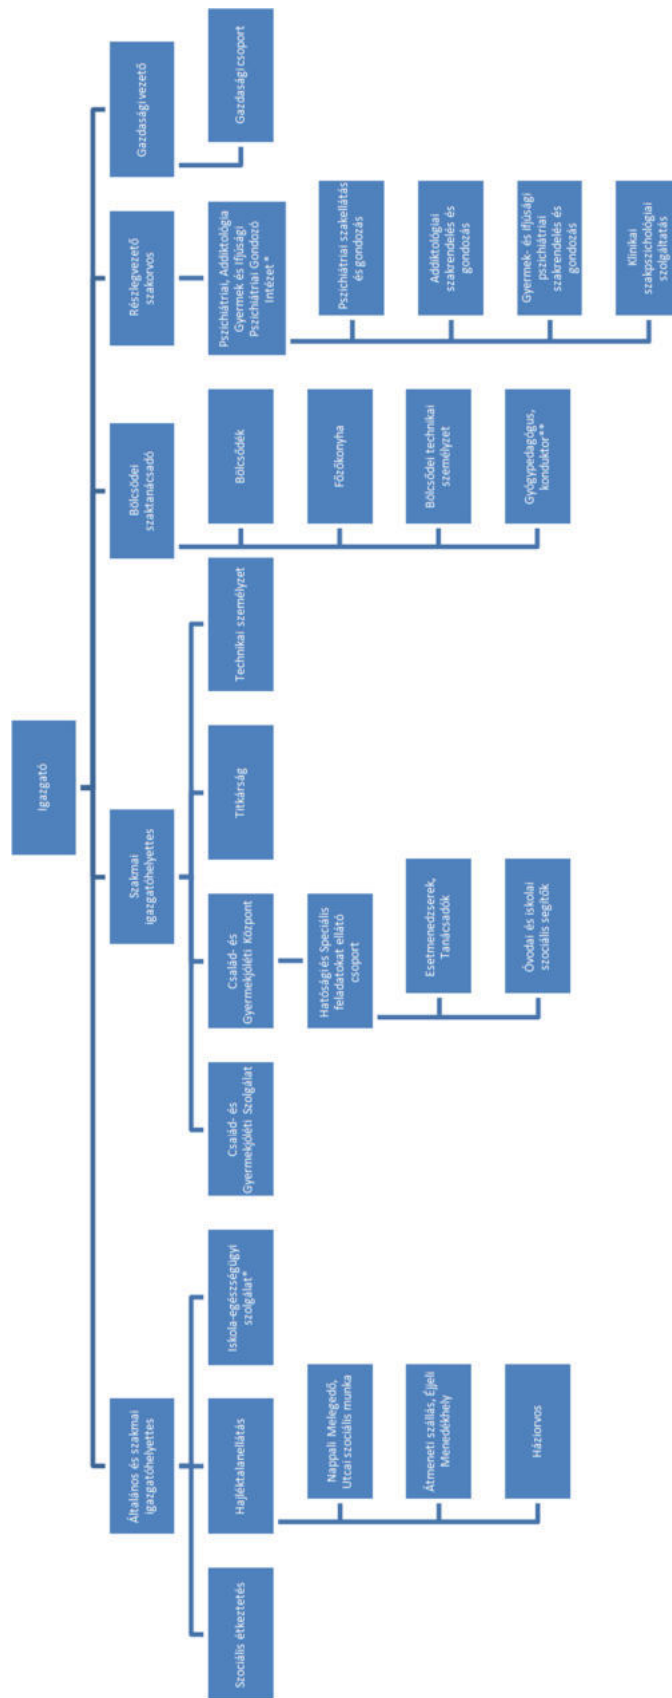 Igazgató
Általános és szakmai
igazgatóhelyettes
Szakmai
igazgatóhelyettes
Bölcsődei
szaktanácsadó
Részlegvezető
szakorvos
Gazdasági vezető
Szociális étkeztetés
Hajléktalanellátás
Iskola-egészségügyi
szolgálat*
Család- és
Gyermekjóléti Szolgálat
Család- és
Gyermekjóléti Központ
Titkárság
Technikai személyzet
Bölcsődék
Pszichiátriai, Addiktológia
Gyermek és Ifjúsági
Pszichiátriai Gondozó
Intézet*
Gazdasági csoport
Nappali Melegedő,
Utcai szociális munka
Hatósági és Speciális
feladatokat ellátó
csoport
Főzőkonyha
Pszichiátriai szakellátás
és gondozás
Átmeneti szállás, Éjjeli
Menedékhely
Esetmenedzserek,
Tanácsadók
Bölcsődei technikai
személyzet
Addiktológiai
szakrendelés és
gondozás
Háziorvos
Óvodai és iskolai
szociális segítők
Gyógypedagógus,
konduktor**
Gyermek- és Ifjúsági
pszichiátriai
szakrendelés és
gondozás
Klinikai
szakpszichológiai
szolgáltatás